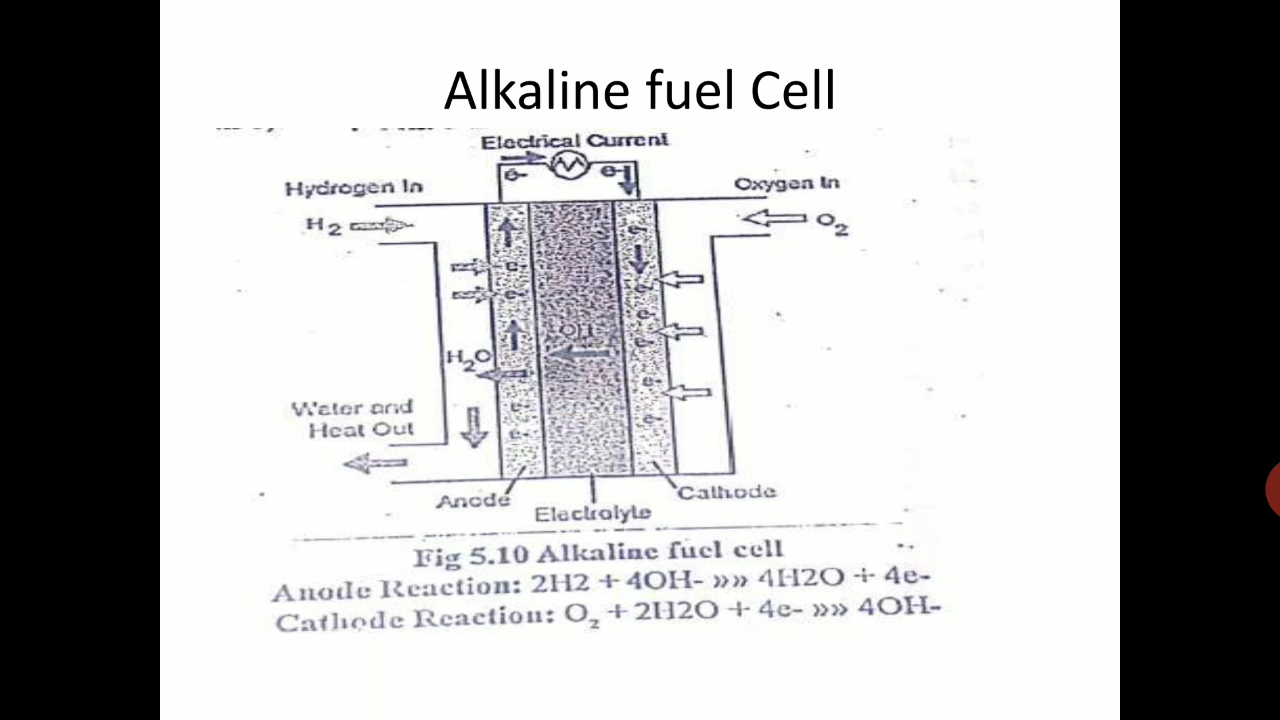 Alkaline fuel Cell
Electrical Current
e-
e-
Hydrogen In
Oxygen In
H2
O2
e-
e-
e-
e-
e-
OH
e-
H2O
e-
Water and
Heat Out
e-
e-
e-
Anode
Cathode
Electrolyte
Fig 5.10 Alkaline fuel cell
Anode Reaction: 2H2 + 4OH- »» 4H2O + 4e-
Cathode Reaction: O2 + 2H2O + 4e- »» 4OH-